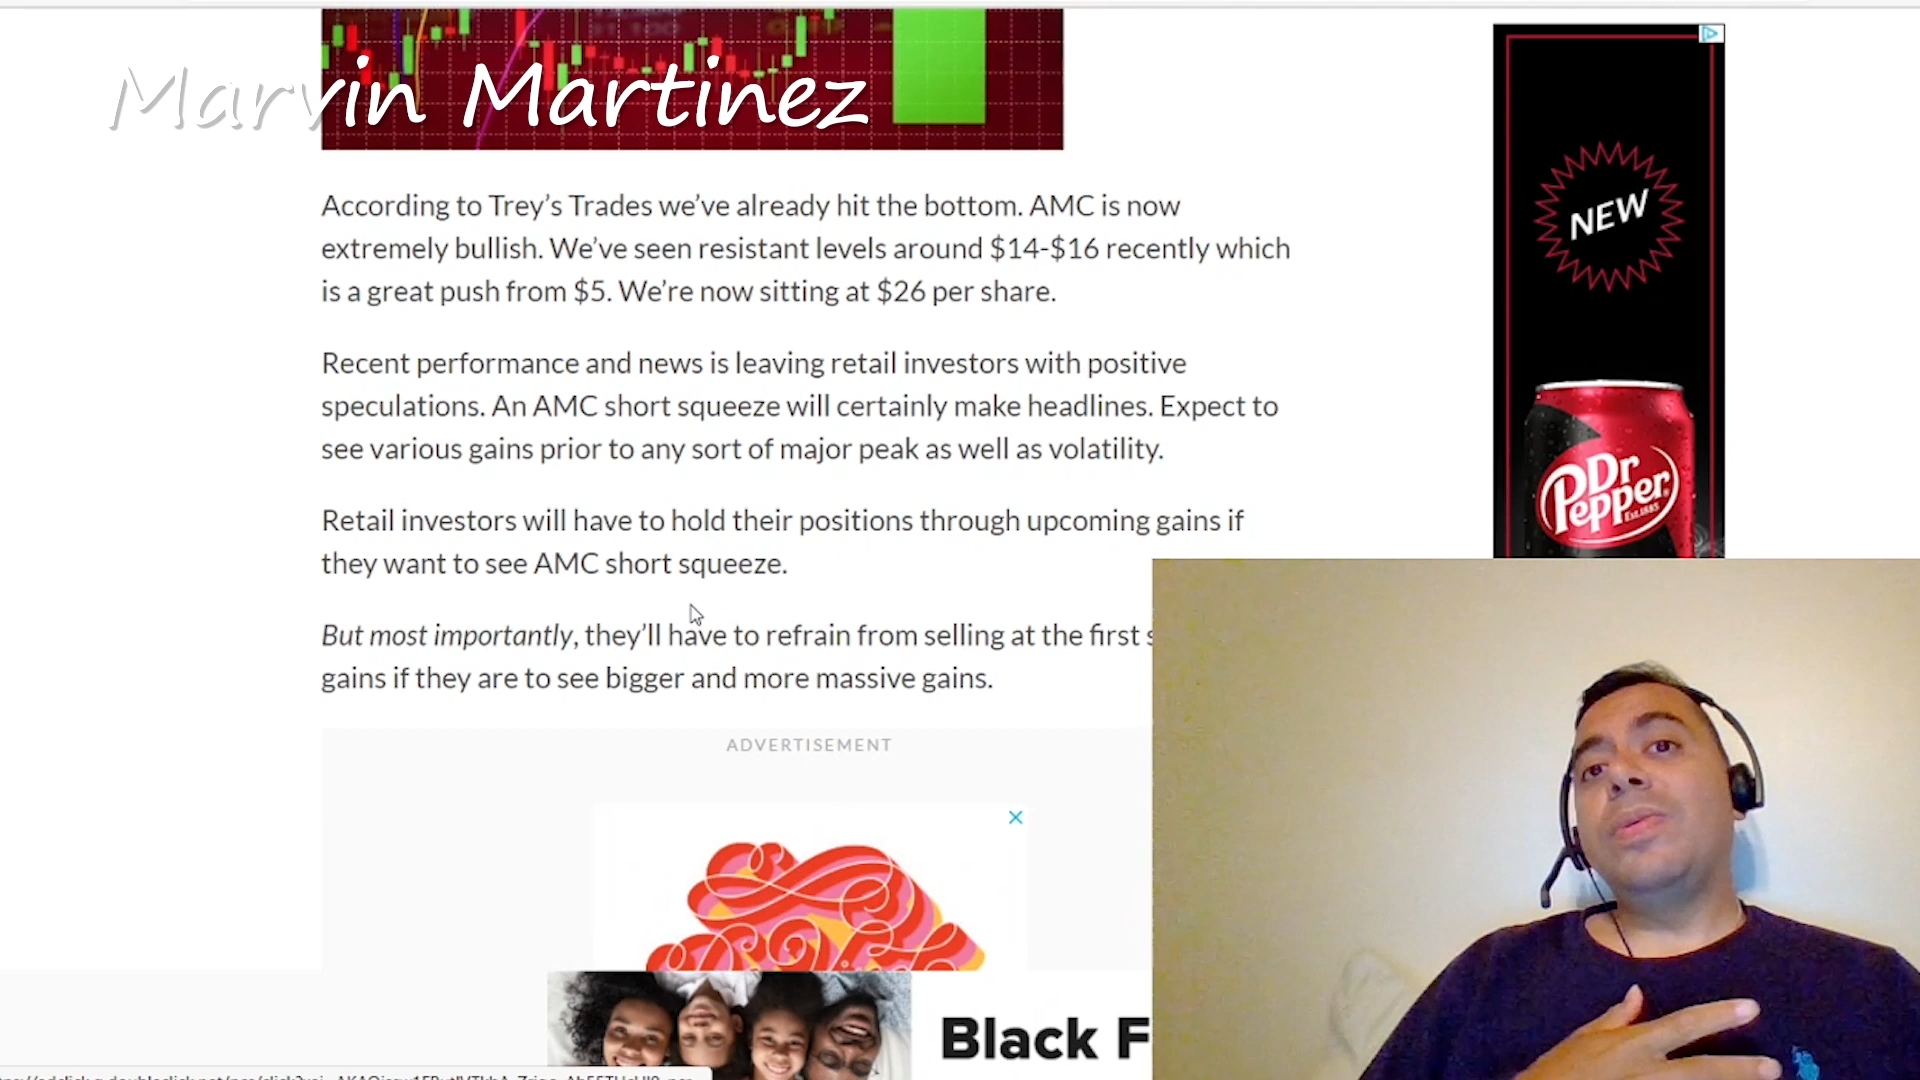 Marvin Martinez
According to Trey's Trades we've already hit the bottom. AMC is now
extremely bullish. We've seen resistant levels around $14-$16 recently which
is a great push from $5. We're now sitting at $26 per share.
Recent performance and news is leaving retail investors with positive
speculations. An AMC short squeeze will certainly make headlines. Expect to
see various gains prior to any sort of major peak as well as volatility.
Retail investors will have to hold their positions through upcoming gains if
they want to see AMC short squeeze.
But most importantly, they'll have to refrain from selling at the first s
gains if they are to see bigger and more massive gains.
ADVERTISEMENT
Black F
NEW
Dr
Pepper
EST. 1885